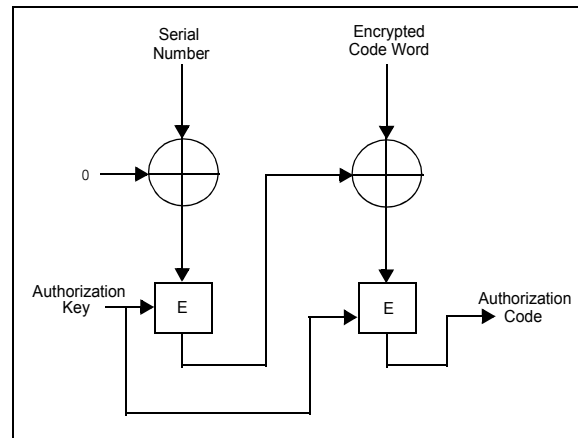 Serial
Number
Encrypted
Code Word
0
Authorization
Key
E
E
Authorization
Code